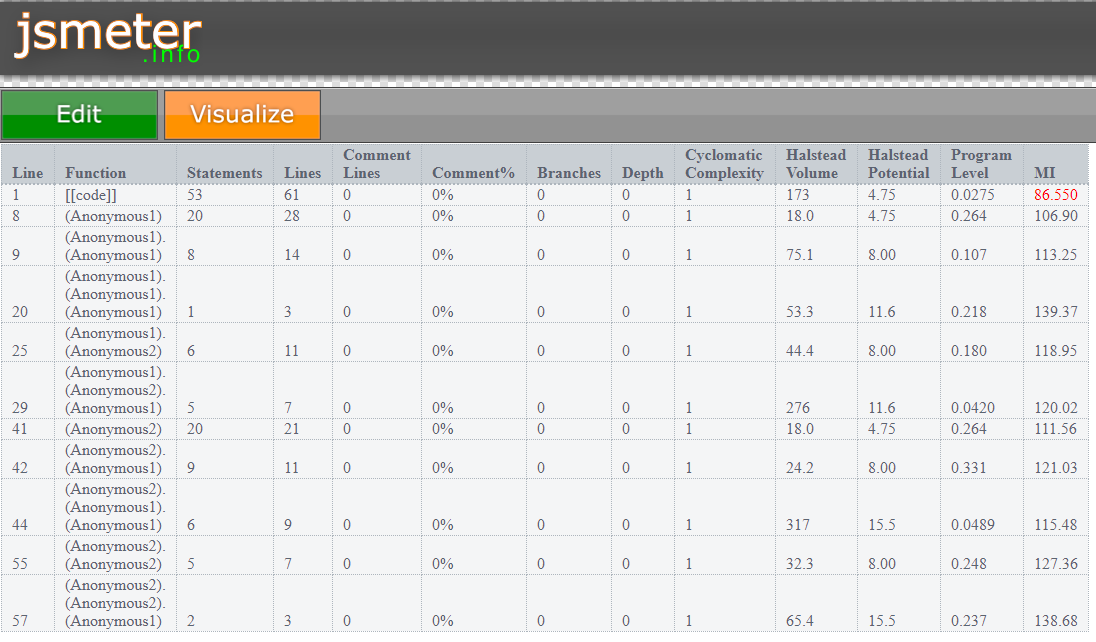 jsmeter
.info
Edit Visualize
Line Function Statements Lines Comment Lines Comment% Branches Depth Cyclomatic Complexity Halstead Volume Halstead Potential Program Level MI
1 [[code]] 53 61 0 0% 0 0 1 173 4.75 0.0275 86.550
8 (Anonymous1) 20 28 0 0% 0 0 1 18.0 4.75 0.264 106.90
(Anonymous1).
9 (Anonymous1) 8 14 0 0% 0 0 1 75.1 8.00 0.107 113.25
(Anonymous1).
(Anonymous1).
20 (Anonymous1) 1 3 0 0% 0 0 1 53.3 11.6 0.218 139.37
(Anonymous1).
25 (Anonymous2) 6 11 0 0% 0 0 1 44.4 8.00 0.180 118.95
(Anonymous1).
(Anonymous2).
29 (Anonymous1) 5 7 0 0% 0 0 1 276 11.6 0.0420 120.02
41 (Anonymous2) 20 21 0 0% 0 0 1 18.0 4.75 0.264 111.56
(Anonymous2).
42 (Anonymous1) 9 11 0 0% 0 0 1 24.2 8.00 0.331 121.03
(Anonymous2).
(Anonymous1).
44 (Anonymous1) 6 9 0 0% 0 0 1 317 15.5 0.0489 115.48
(Anonymous2).
55 (Anonymous2) 5 7 0 0% 0 0 1 32.3 8.00 0.248 127.36
(Anonymous2).
(Anonymous2).
57 (Anonymous1) 2 3 0 0% 0 0 1 65.4 15.5 0.237 138.68